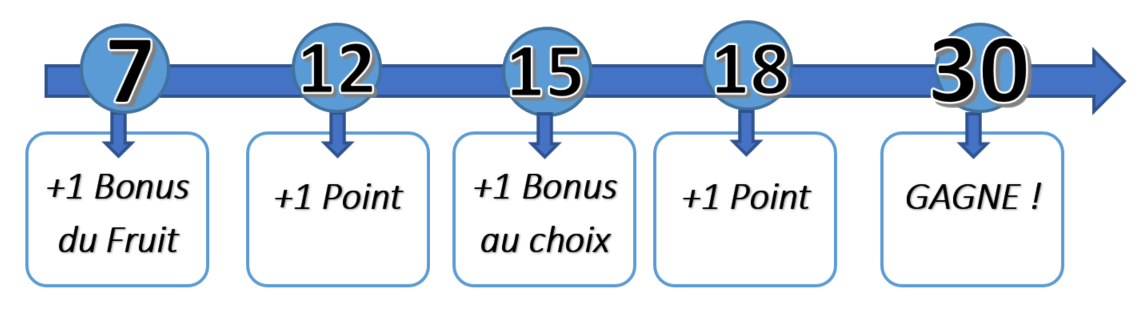 7 12 15 18 30
+1 Bonus
du Fruit
+1 Point
+1 Bonus
au choix
+1 Point
GAGNE !